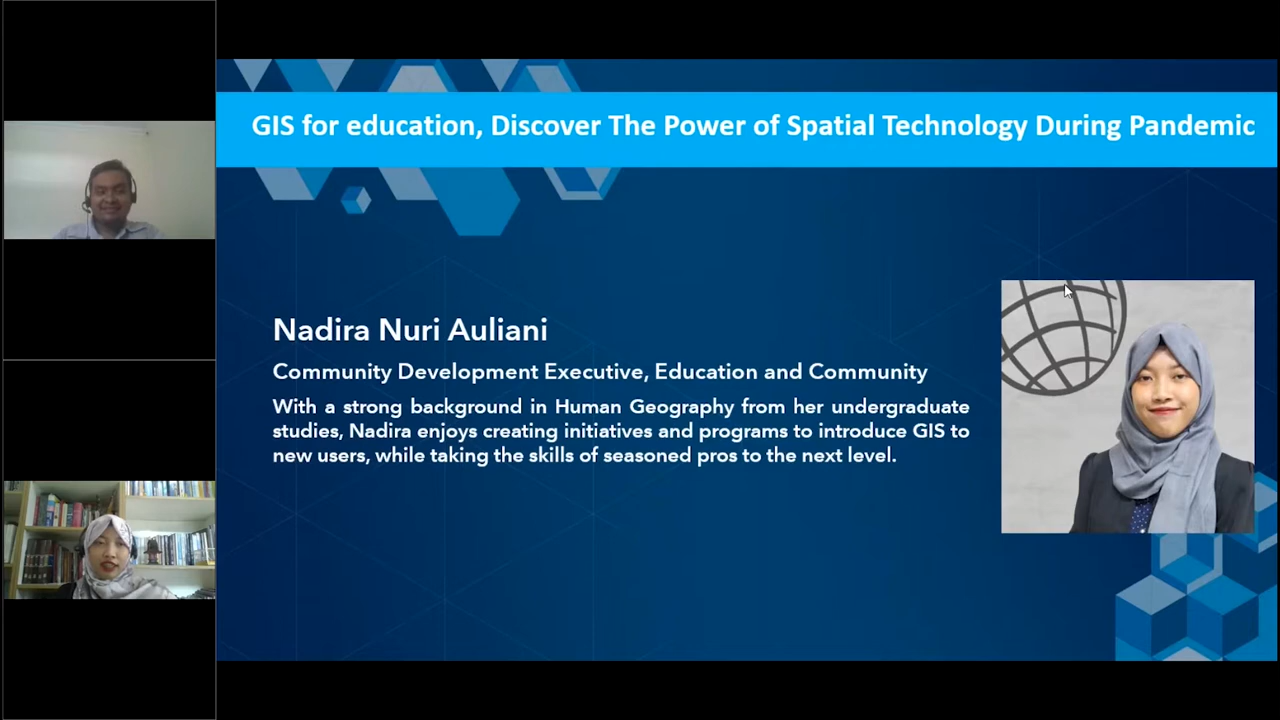 GIS for education, Discover The Power of Spatial Technology During Pandemic
Nadira Nuri Auliani
Community Development Executive, Education and Community
With a strong background in Human Geography from her undergraduate
studies, Nadira enjoys creating initiatives and programs to introduce GIS to
new users, while taking the skills of seasoned pros to the next level.